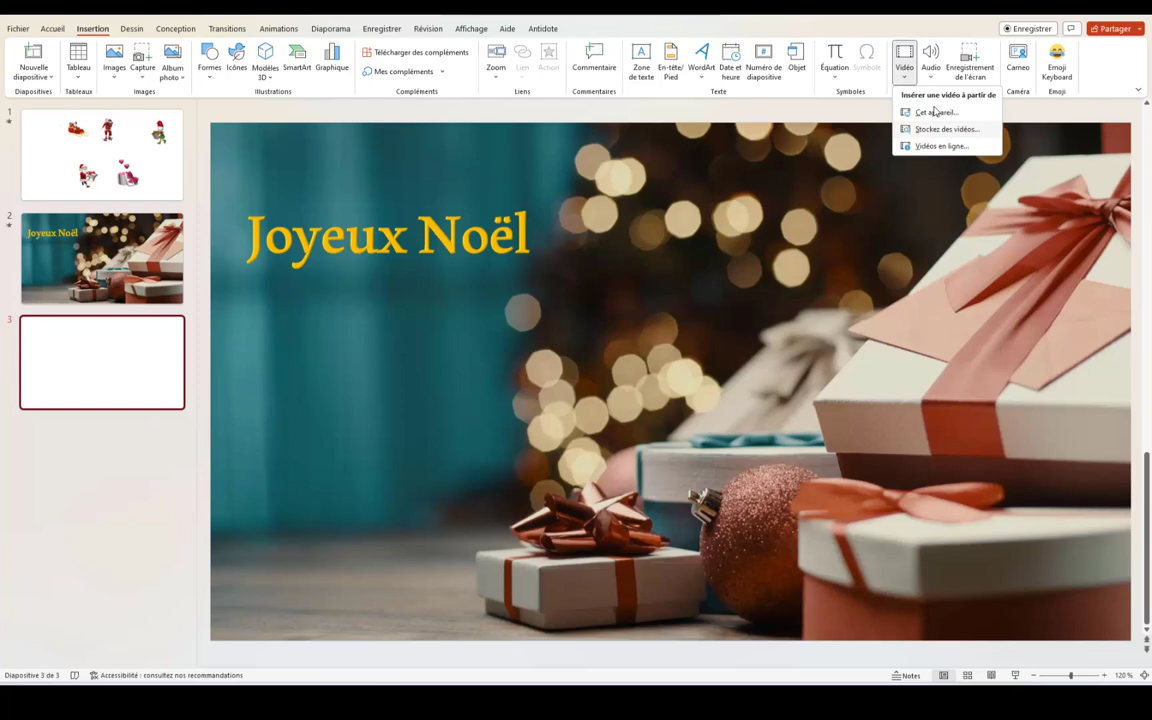 Fichier Accueil Insertion Dessin Conception Transitions Animations Diaporama Enregistrer Révision Affichage Aide Antidote
Enregistrer Partager
Nouvelle diapositive
Tableau
Images Capture Album photo
Formes Icônes Modèles 3D SmartArt Graphique
Télécharger des compléments
Mes compléments
Zoom Lien Action
Commentaire
Zone de texte En-tête/Pied WordArt Date et heure Numéro de diapositive Objet
Équation Symbole
Vidéo Audio Enregistrement de l'écran
Cameo
Emoji Keyboard
Diapositives Tableaux Images Illustrations Compléments Liens Commentaires Texte Symboles Caméra Emoji
Insérer une vidéo à partir de
Cet appareil...
Stockez des vidéos...
Vidéos en ligne...
1
2
Joyeux Noël
3
Joyeux Noël
Diapositive 3 de 3 Accessibilité : consultez nos recommandations Notes 120 %